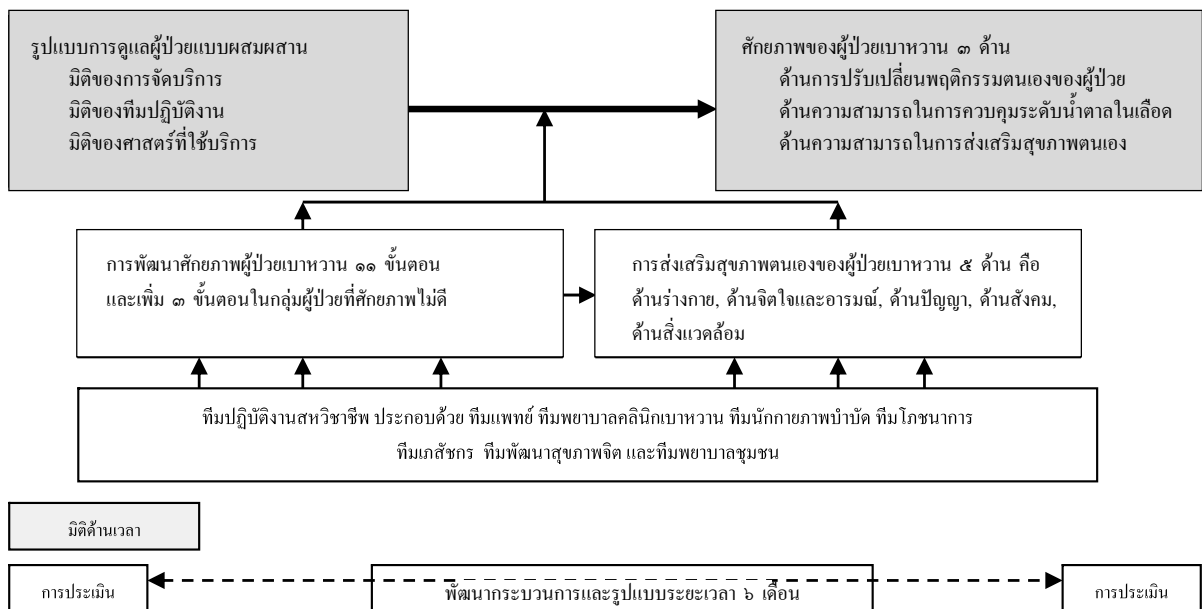 รูปแบบการดูแลผู้ป่วยแบบผสมผสาน
มิติของการจัดบริการ
มิติของทีมปฏิบัติงาน
มิติของศาสตร์ที่ใช้บริการ
ศักยภาพของผู้ป่วยเบาหวาน ๓ ด้าน
ด้านการปรับเปลี่ยนพฤติกรรมตนเองของผู้ป่วย
ด้านความสามารถในการควบคุมระดับน้ำตาลในเลือด
ด้านความสามารถในการส่งเสริมสุขภาพตนเอง
การพัฒนาศักยภาพผู้ป่วยเบาหวาน ๑๑ ขั้นตอน
และเพิ่ม ๓ ขั้นตอนในกลุ่มผู้ป่วยที่ศักยภาพไม่ดี
การส่งเสริมสุขภาพตนเองของผู้ป่วยเบาหวาน ๕ ด้าน คือ
ด้านร่างกาย, ด้านจิตใจและอารมณ์, ด้านปัญญา, ด้านสังคม,
ด้านสิ่งแวดล้อม
ทีมปฏิบัติงานสหวิชาชีพ ประกอบด้วย ทีมแพทย์ ทีมพยาบาลคลินิกเบาหวาน ทีมนักกายภาพบำบัด ทีมโภชนาการ
ทีมเภสัชกร ทีมพัฒนาสุขภาพจิต และทีมพยาบาลชุมชน
มิติด้านเวลา
การประเมิน
พัฒนากระบวนการและรูปแบบระยะเวลา ๖ เดือน
การประเมิน